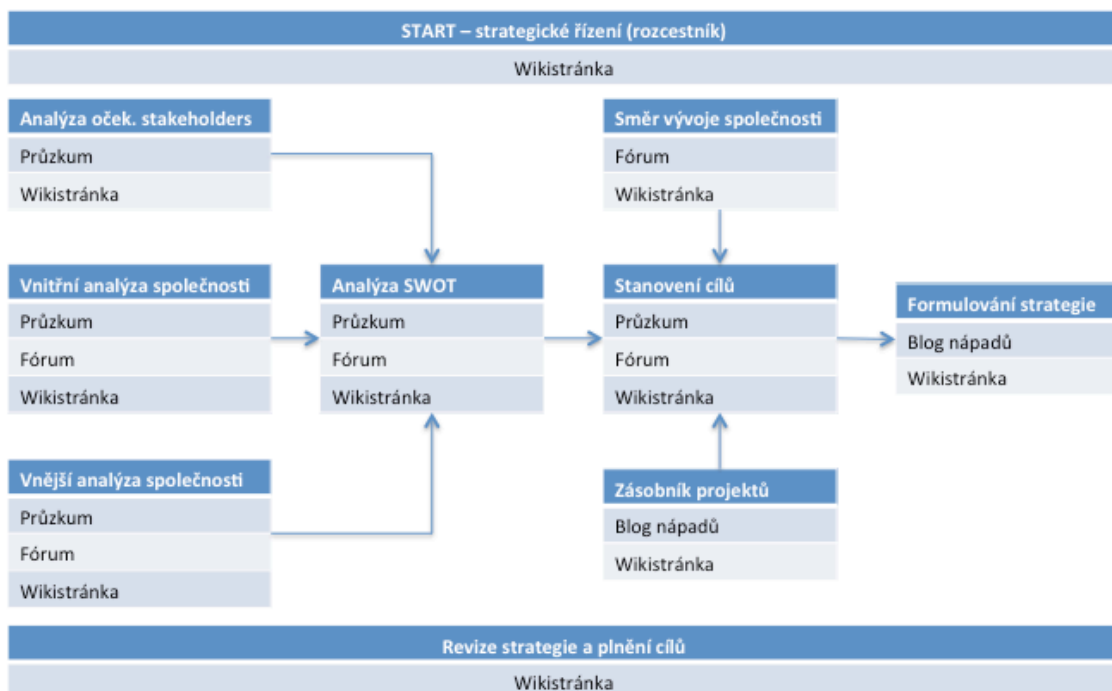 START – strategické řízení (rozcestník)
Wikistránka
Analýza oček. stakeholders
Průzkum
Wikistránka
Směr vývoje společnosti
Fórum
Wikistránka
Vnitřní analýza společnosti
Průzkum
Fórum
Wikistránka
Analýza SWOT
Průzkum
Fórum
Wikistránka
Stanovení cílů
Průzkum
Fórum
Wikistránka
Formulování strategie
Blog nápadů
Wikistránka
Vnější analýza společnosti
Průzkum
Fórum
Wikistránka
Zásobník projektů
Blog nápadů
Wikistránka
Revize strategie a plnění cílů
Wikistránka